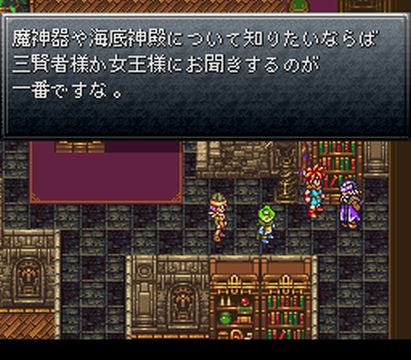 魔神器や海底神殿について知りたいならば
三賢者様か女王様にお聞きするのが
一番ですな。